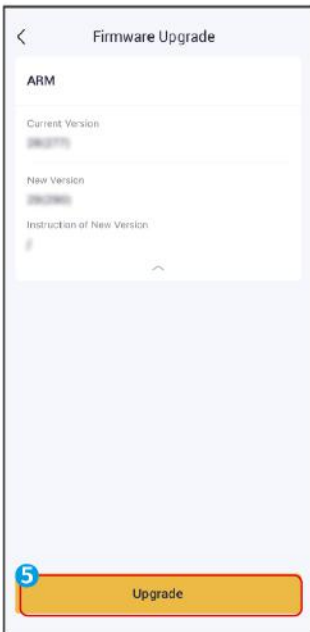 Firmware Upgrade
ARM
Current Version
New Version
Instruction of New Version
/
5
Upgrade